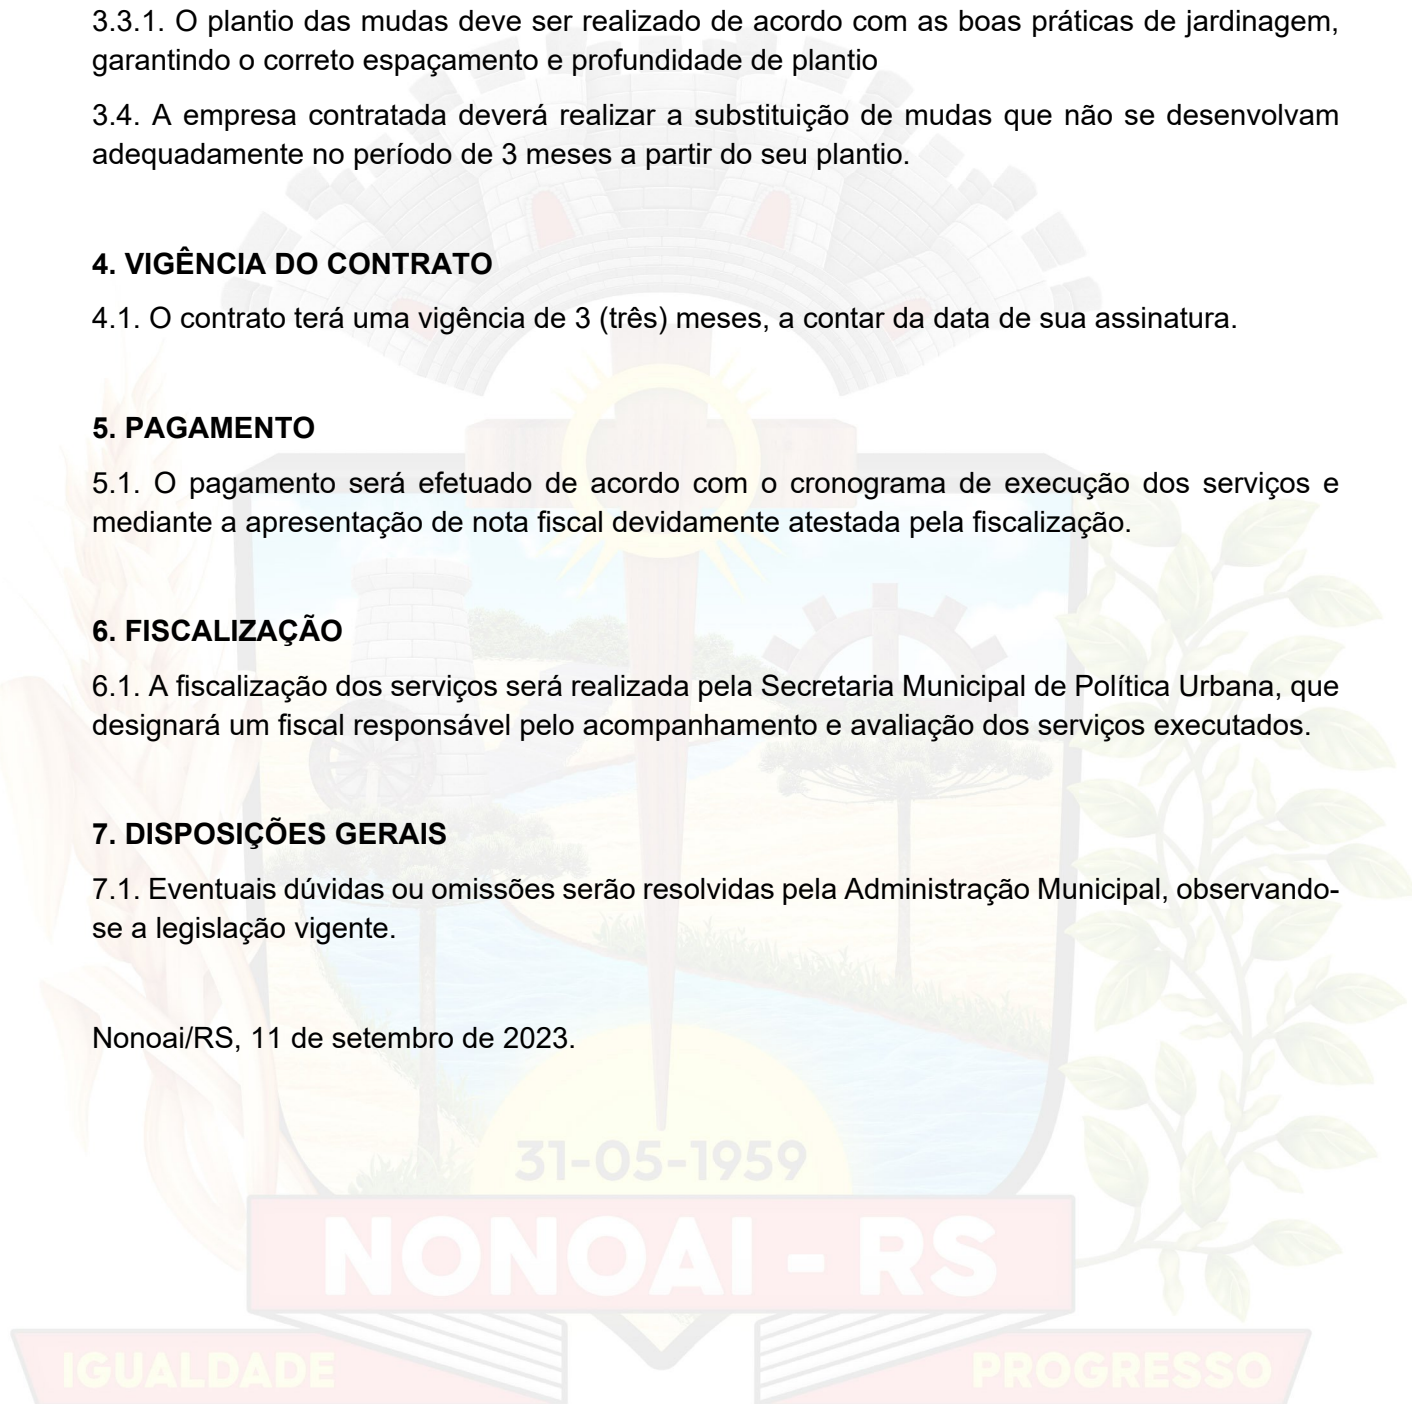 3.3.1. O plantio das mudas deve ser realizado de acordo com as boas práticas de jardinagem,
garantindo o correto espaçamento e profundidade de plantio
3.4. A empresa contratada deverá realizar a substituição de mudas que não se desenvolvam
adequadamente no período de 3 meses a partir do seu plantio.
4. VIGÊNCIA DO CONTRATO
4.1. O contrato terá uma vigência de 3 (três) meses, a contar da data de sua assinatura.
5. PAGAMENTO
5.1. O pagamento será efetuado de acordo com o cronograma de execução dos serviços e
mediante a apresentação de nota fiscal devidamente atestada pela fiscalização.
6. FISCALIZAÇÃO
6.1. A fiscalização dos serviços será realizada pela Secretaria Municipal de Política Urbana, que
designará um fiscal responsável pelo acompanhamento e avaliação dos serviços executados.
7. DISPOSIÇÕES GERAIS
7.1. Eventuais dúvidas ou omissões serão resolvidas pela Administração Municipal, observando-
se a legislação vigente.
Nonoai/RS, 11 de setembro de 2023.
31-05-1959
NONOAI - RS
IGUALDADE
PROGRESSO